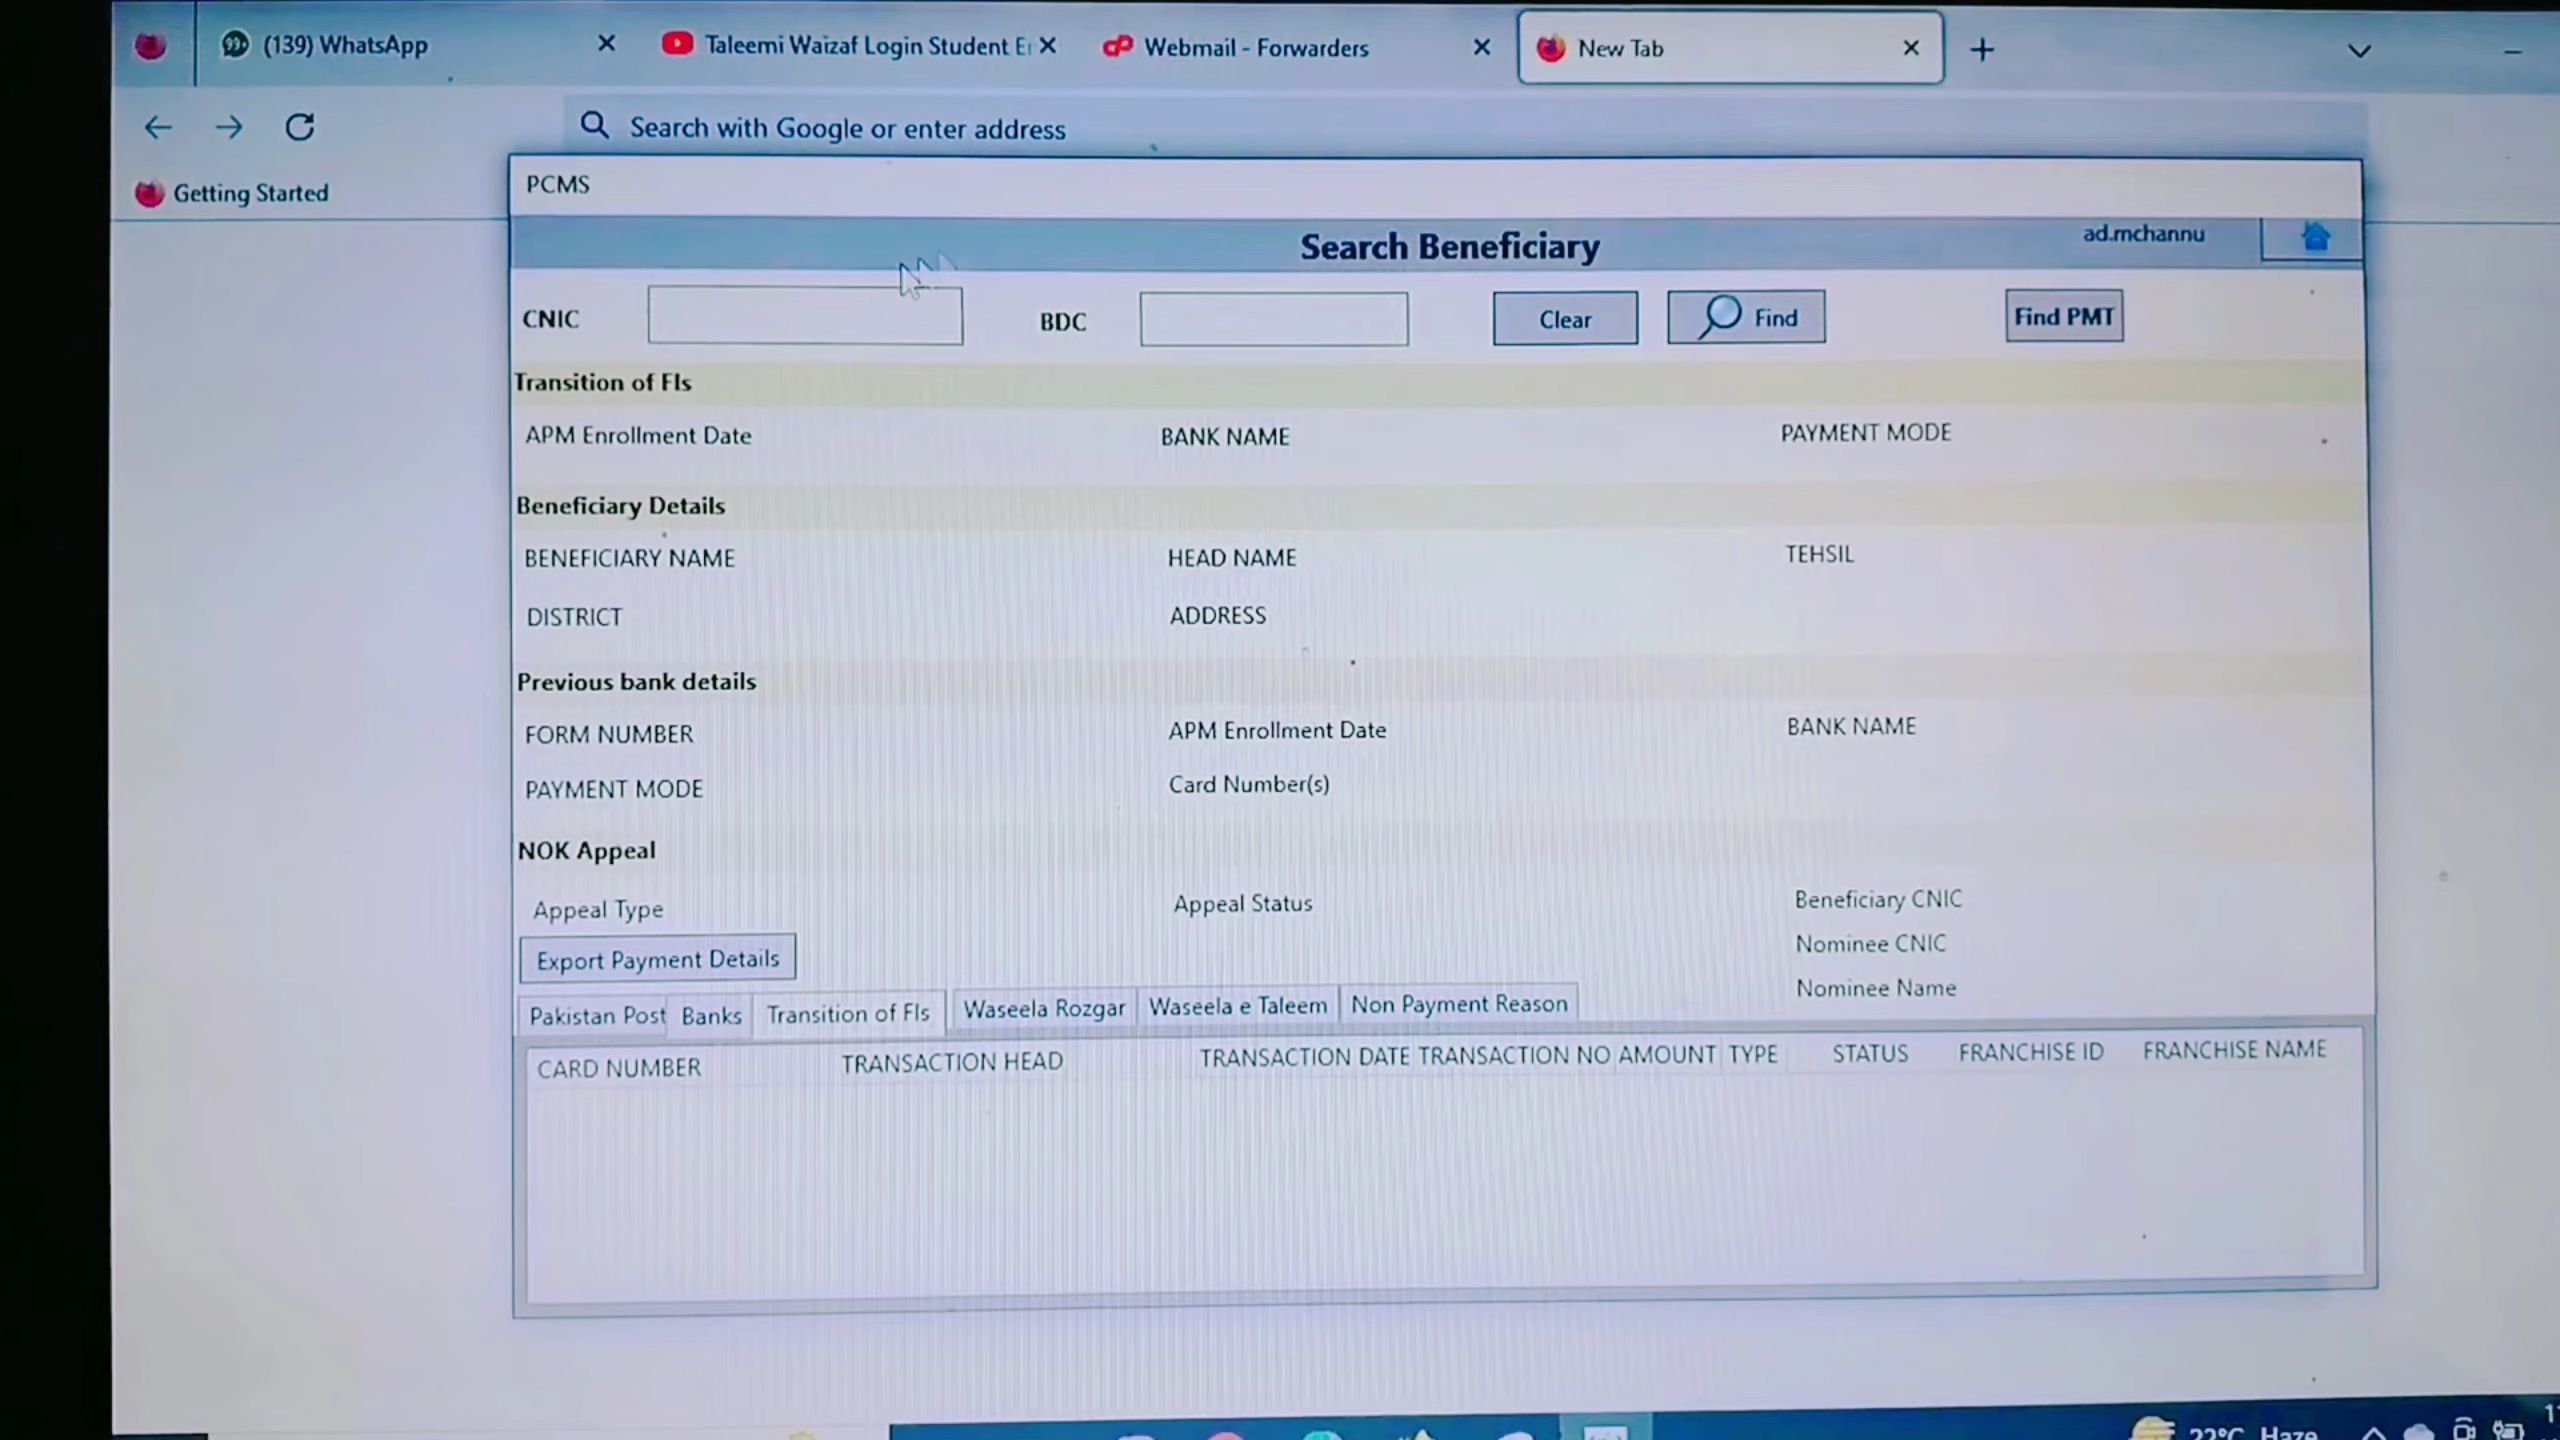 (139) WhatsApp
Taleemi Waizaf Login Student
Webmail - Forwarders
New Tab
Search with Google or enter address
Getting Started
PCMS
Search Beneficiary
ad.mchannu
CNIC
BDC
Clear
Find
Find PMT
Transition of FIs
APM Enrollment Date
BANK NAME
PAYMENT MODE
Beneficiary Details
BENEFICIARY NAME
HEAD NAME
TEHSIL
DISTRICT
ADDRESS
Previous bank details
FORM NUMBER
APM Enrollment Date
BANK NAME
PAYMENT MODE
Card Number(s)
NOK Appeal
Appeal Type
Appeal Status
Beneficiary CNIC
Nominee CNIC
Nominee Name
Export Payment Details
Pakistan Post
Banks
Transition of FIs
Waseela Rozgar
Waseela e Taleem
Non Payment Reason
CARD NUMBER
TRANSACTION HEAD
TRANSACTION DATE
TRANSACTION NO
AMOUNT
TYPE
STATUS
FRANCHISE ID
FRANCHISE NAME
22°C Haze